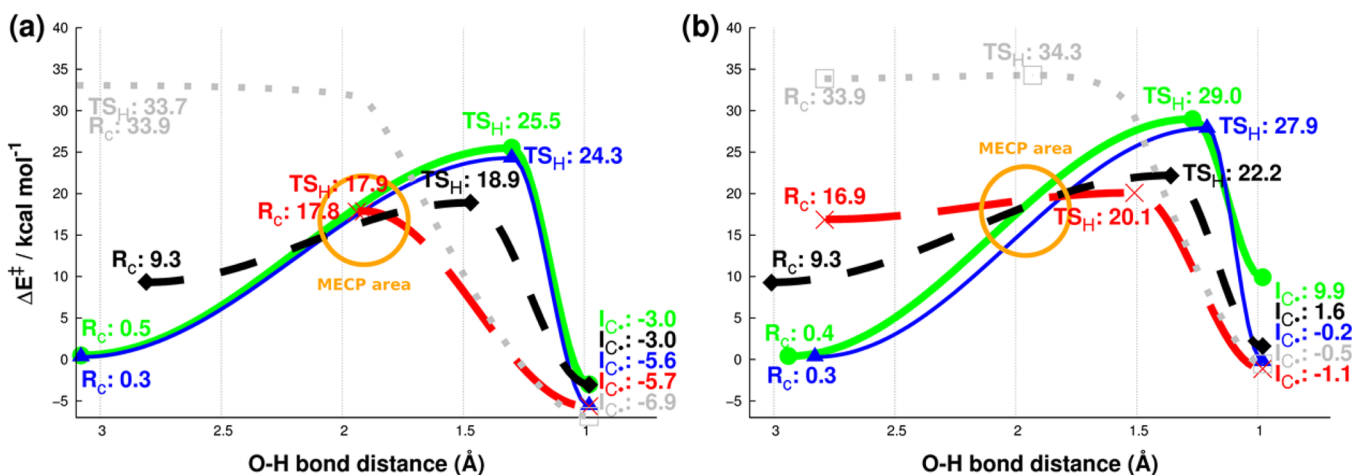 (a)
ΔE‡ / kcal mol-1
40
35
30
25
20
15
10
5
0
−5
TSH: 33.7
RC: 33.9
TSH: 25.5
TSH: 24.3
TSH: 17.9
TSH: 18.9
RC: 17.8
RC: 9.3
MECP area
RC: 0.5
RC: 0.3
IC•: -3.0
IC•: -3.0
IC•: -5.6
IC•: -5.7
IC•: -6.9
3 2.5 2 1.5 1
O-H bond distance (Å)
(b)
40
35
30
25
20
15
10
5
0
−5
TSH: 34.3
RC: 33.9
TSH: 29.0
TSH: 27.9
MECP area
TSH: 22.2
RC: 16.9
TSH: 20.1
RC: 9.3
RC: 0.4
RC: 0.3
IC•: 9.9
IC•: 1.6
IC•: -0.2
IC•: -0.5
IC•: -1.1
3 2.5 2 1.5 1
O-H bond distance (Å)